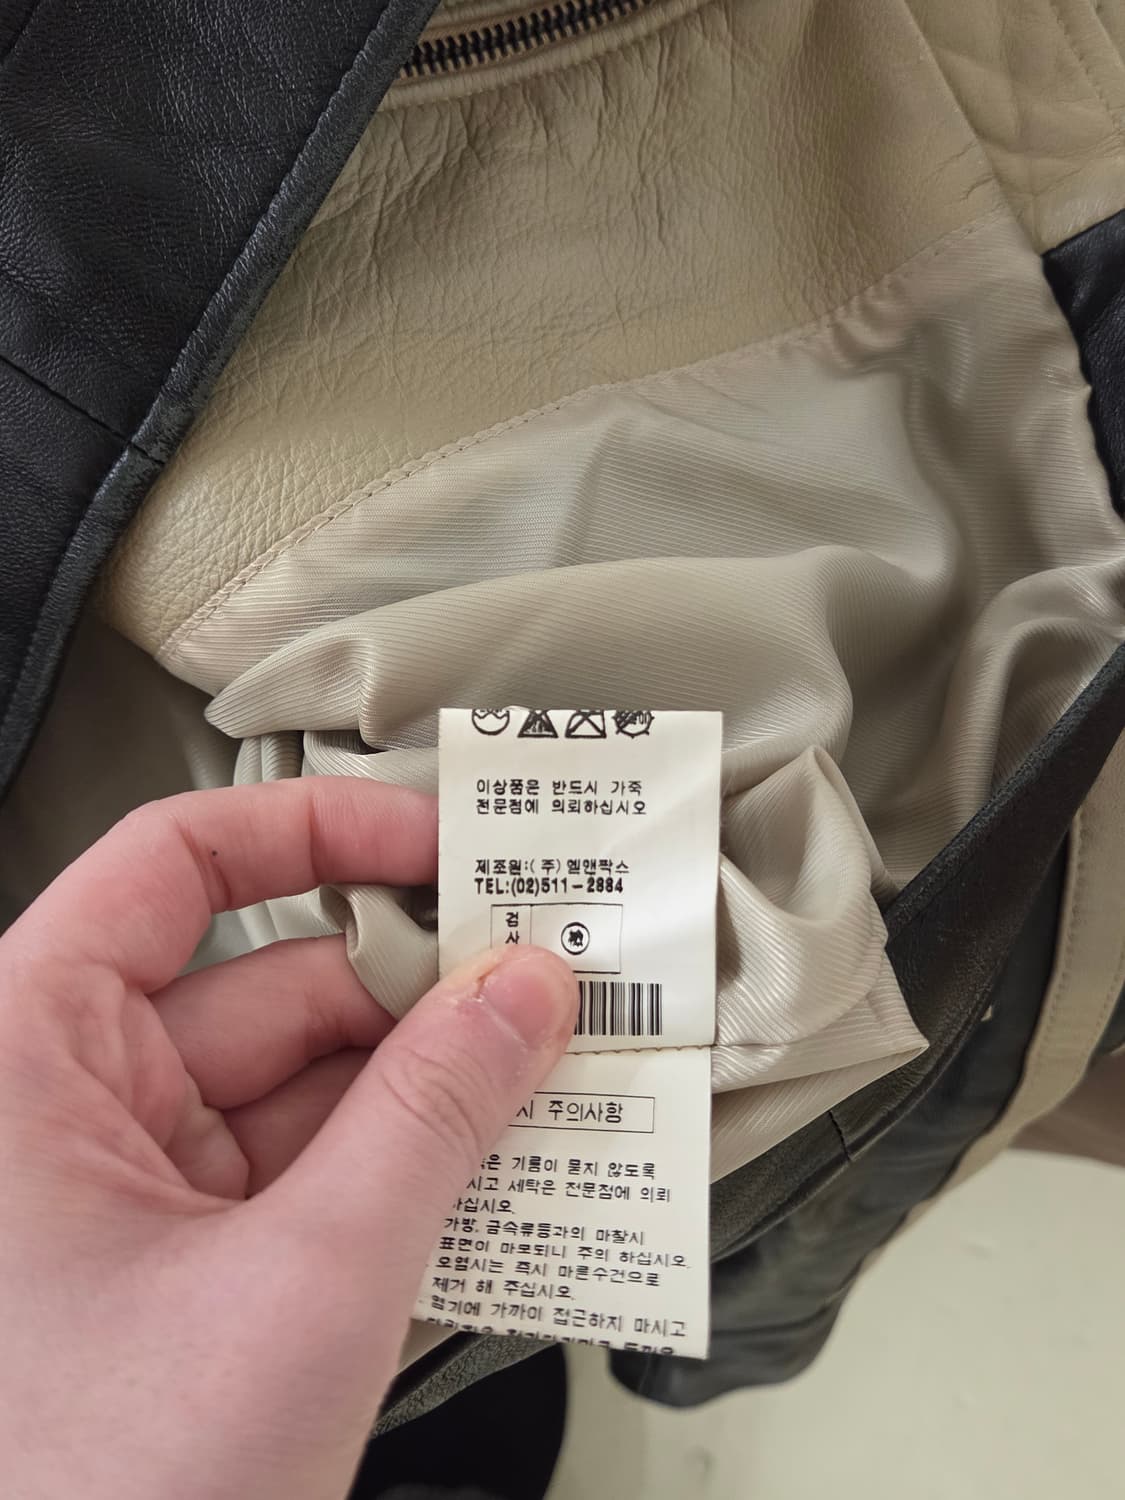 이상품은 반드시 가죽
전문점에 의뢰하십시오
제조원:(주)엘앤짝스
TEL:(02)511-2884
검
사
시 주의사항
은 기름이 묻지 않도록
시고 세탁은 전문점에 의뢰
하십시오.
가방, 금속류등과의 마찰시
표면이 마모되니 주의 하십시오.
오염시는 즉시 마른수건으로
제거 해 주십시오.
열기에 가까이 접근하지 마시고